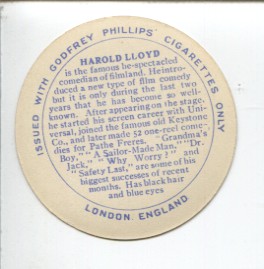 ISSUED WITH GODFREY PHILLIPS' CIGARETTES ONLY
HAROLD LLOYD
is the famous be-spectacled
comedian of filmland. He intro-
duced a new type of film comedy
but it is only during the last two
years that he has become so well-
known. After appearing on the stage,
he started his screen career with Uni-
versal, joined the famous old Keystone
Co., and later made 52 one-reel come-
dies for Pathe Freres. "Grandma's
Boy," "A Sailor-Made Man," "Dr.
Jack," "Why Worry?" and
"Safety Last," are some of his
biggest successes of recent
months. Has black hair
and blue eyes
LONDON. ENGLAND